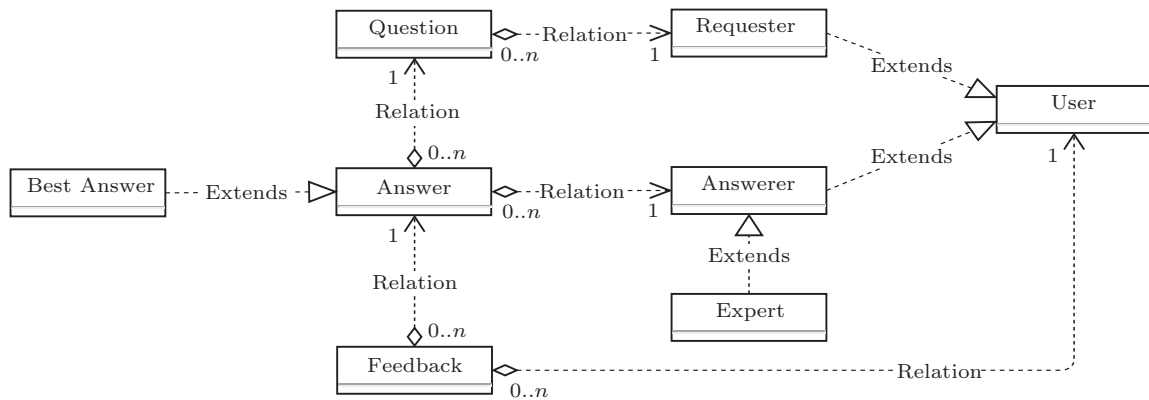 Question
Relation
Requester
0..n
1
Extends
User
1
Relation
0..n
Best Answer
Extends
Answer
Relation
Answerer
0..n
1
Extends
1
1
Relation
Extends
Expert
0..n
Feedback
0..n
Relation